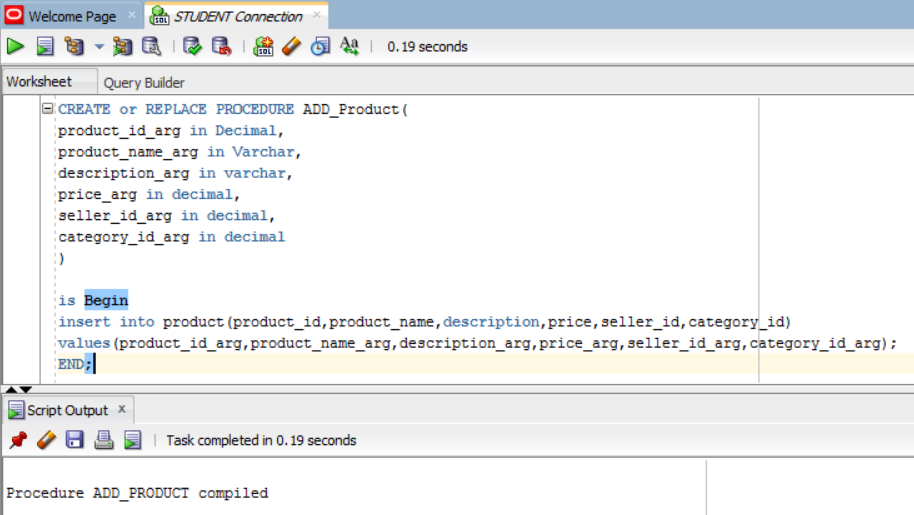 Welcome Page
STUDENT Connection
SQL
0.19 seconds
Worksheet
Query Builder
CREATE or REPLACE PROCEDURE ADD_Product(
product_id_arg in Decimal,
product_name_arg in Varchar,
description_arg in varchar,
price_arg in decimal,
seller_id_arg in decimal,
category_id_arg in decimal
)
is Begin
insert into product(product_id,product_name,description,price,seller_id,category_id)
values(product_id_arg,product_name_arg,description_arg,price_arg,seller_id_arg,category_id_arg);
END;
Script Output
Task completed in 0.19 seconds
Procedure ADD_PRODUCT compiled